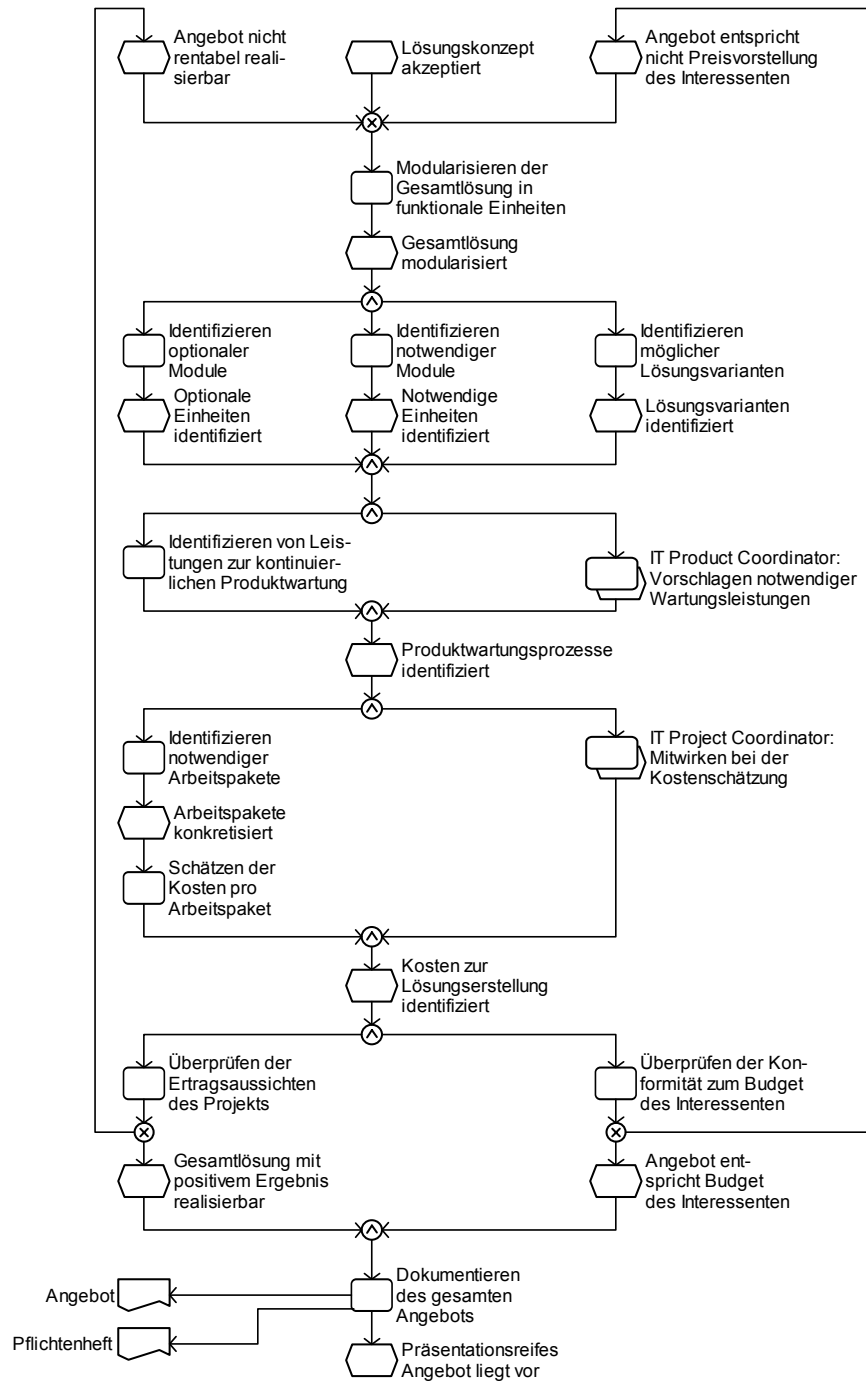 Angebot nicht
rentabel reali-
sierbar
Lösungskonzept
akzeptiert
Angebot entspricht
nicht Preisvorstellung
des Interessenten
Modularisieren der
Gesamtlösung in
funktionale Einheiten
Gesamtlösung
modularisiert
Identifizieren
optionaler
Module
Identifizieren
notwendiger
Module
Identifizieren
möglicher
Lösungsvarianten
Optionale
Einheiten
identifiziert
Notwendige
Einheiten
identifiziert
Lösungsvarianten
identifiziert
Identifizieren von Leis-
tungen zur kontinuier-
lichen Produktwartung
IT Product Coordinator:
Vorschlagen notwendiger
Wartungsleistungen
Produktwartungsprozesse
identifiziert
Identifizieren
notwendiger
Arbeitspakete
IT Project Coordinator:
Mitwirken bei der
Kostenschätzung
Arbeitspakete
konkretisiert
Schätzen der
Kosten pro
Arbeitspaket
Kosten zur
Lösungserstellung
identifiziert
Überprüfen der
Ertragsaussichten
des Projekts
Überprüfen der Kon-
formität zum Budget
des Interessenten
Gesamtlösung mit
positivem Ergebnis
realisierbar
Angebot ent-
spricht Budget
des Interessenten
Dokumentieren
des gesamten
Angebots
Angebot
Pflichtenheft
Präsentationsreifes
Angebot liegt vor